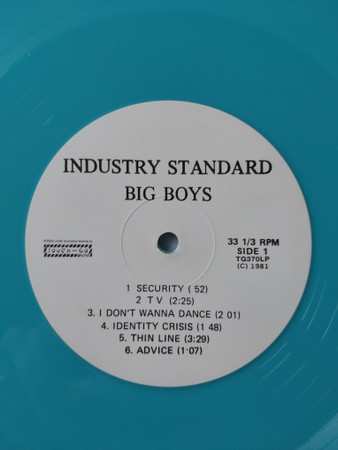 INDUSTRY STANDARD
BIG BOYS
TOUCH-GO
33 1/3 RPM
SIDE 1
TG370LP
(C) 1981
1 SECURITY ( 52)
2 T V (2:25)
3. I DON'T WANNA DANCE (2 01)
4. IDENTITY CRISIS (1 48)
5. THIN LINE (3:29)
6. ADVICE (1·07)